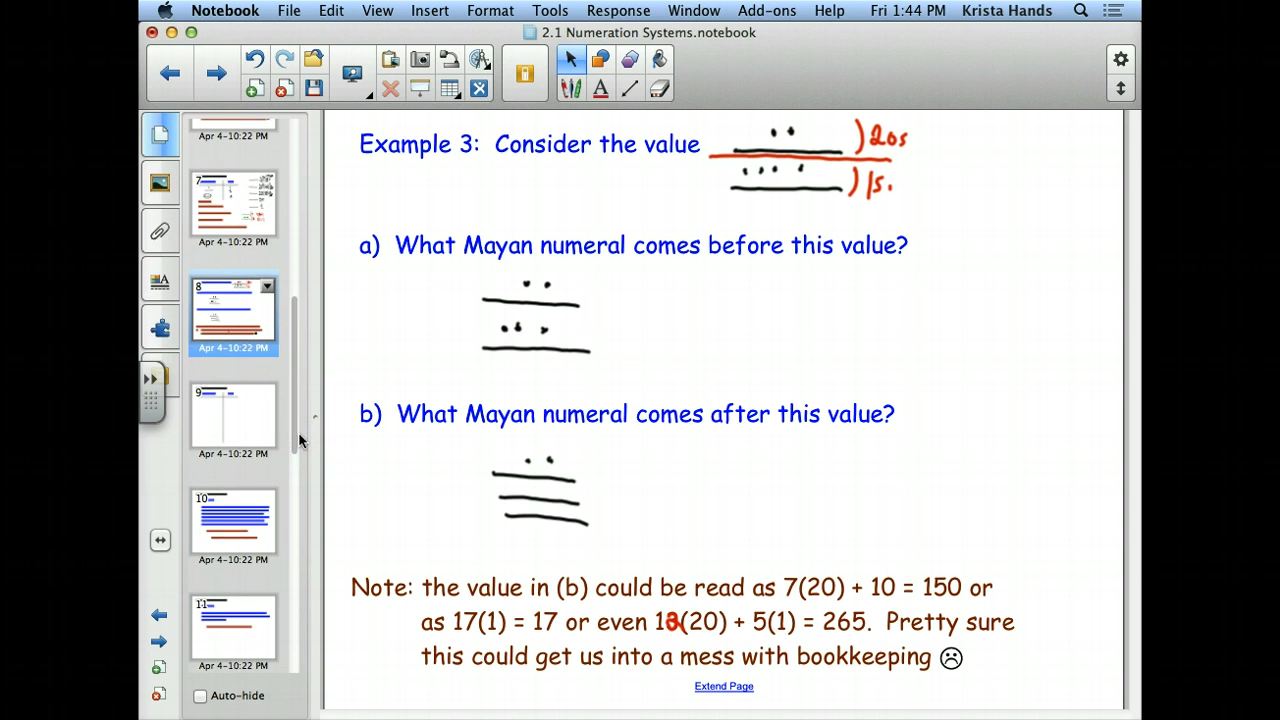 Notebook File Edit View Insert Format Tools Response Window Add-ons Help Fri 1:44 PM Krista Hands
2.1 Numeration Systems.notebook
Apr 4-10:22 PM
7
Apr 4-10:22 PM
8
Apr 4-10:22 PM
9
Apr 4-10:22 PM
10
Apr 4-10:22 PM
11
Apr 4-10:22 PM
Auto-hide
Example 3: Consider the value
)20s
)1s.
a) What Mayan numeral comes before this value?
b) What Mayan numeral comes after this value?
Note: the value in (b) could be read as 7(20) + 10 = 150 or
as 17(1) = 17 or even (20) + 5(1) = 265. Pretty sure
this could get us into a mess with bookkeeping ☹
Extend Page